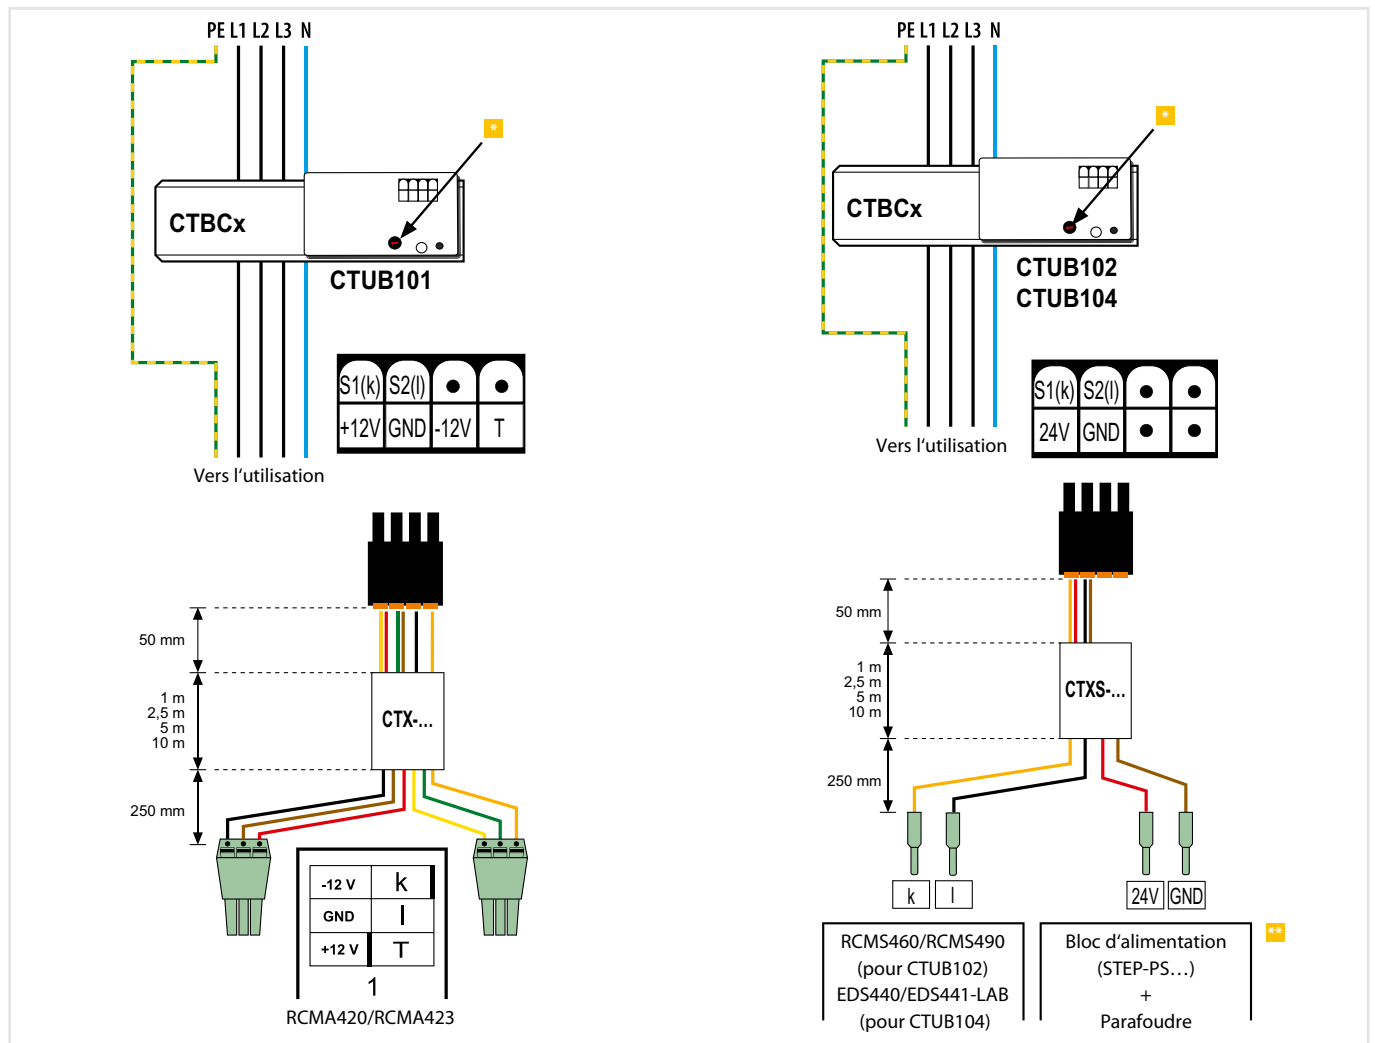 PE L1 L2 L3 N
*
CTBCx
CTUB101
S1(k) S2(l)
+12V GND -12V T
Vers l‘utilisation
50 mm
1 m
2,5 m
5 m
10 m
CTX-...
250 mm
-12 V k
GND l
+12 V T
1
RCMA420/RCMA423
PE L1 L2 L3 N
*
CTBCx
CTUB102
CTUB104
S1(k) S2(l)
24V GND
Vers l‘utilisation
50 mm
1 m
2,5 m
5 m
10 m
CTXS-...
250 mm
k l 24V GND
RCMS460/RCMS490
(pour CTUB102)
EDS440/EDS441-LAB
(pour CTUB104)
Bloc d‘alimentation
(STEP-PS…)
+
Parafoudre
**